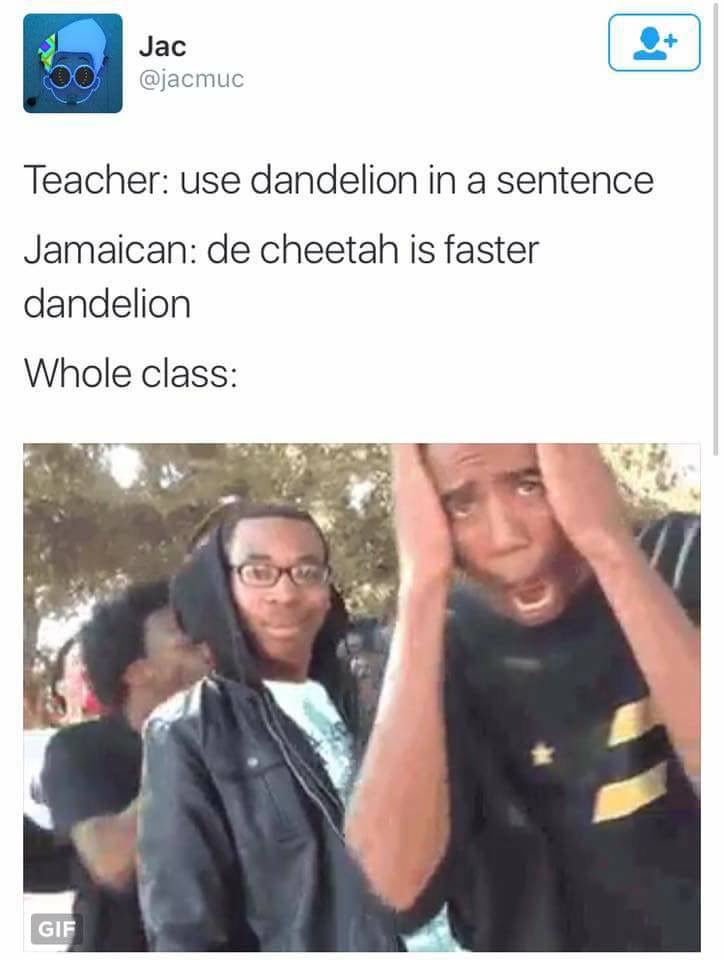 Jac
@jacmuc
Teacher: use dandelion in a sentence
Jamaican: de cheetah is faster
dandelion
Whole class:
GIF